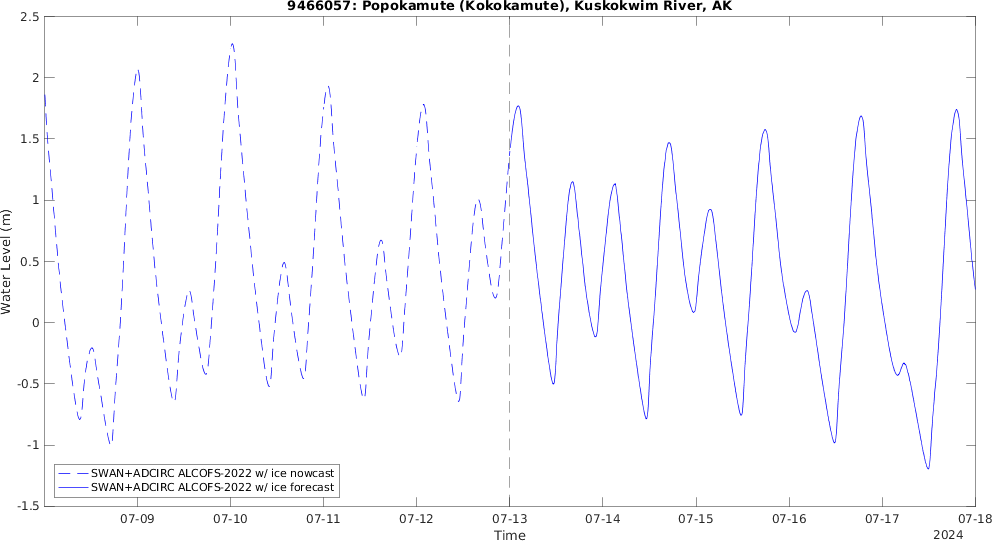 9466057: Popokamute (Kokokamute), Kuskokwim River, AK
2.5
2
1.5
1
0.5
0
-0.5
-1
-1.5
Water Level (m)
SWAN+ADCIRC ALCOFS-2022 w/ ice nowcast
SWAN+ADCIRC ALCOFS-2022 w/ ice forecast
07-09 07-10 07-11 07-12 07-13 07-14 07-15 07-16 07-17 07-18
Time
2024